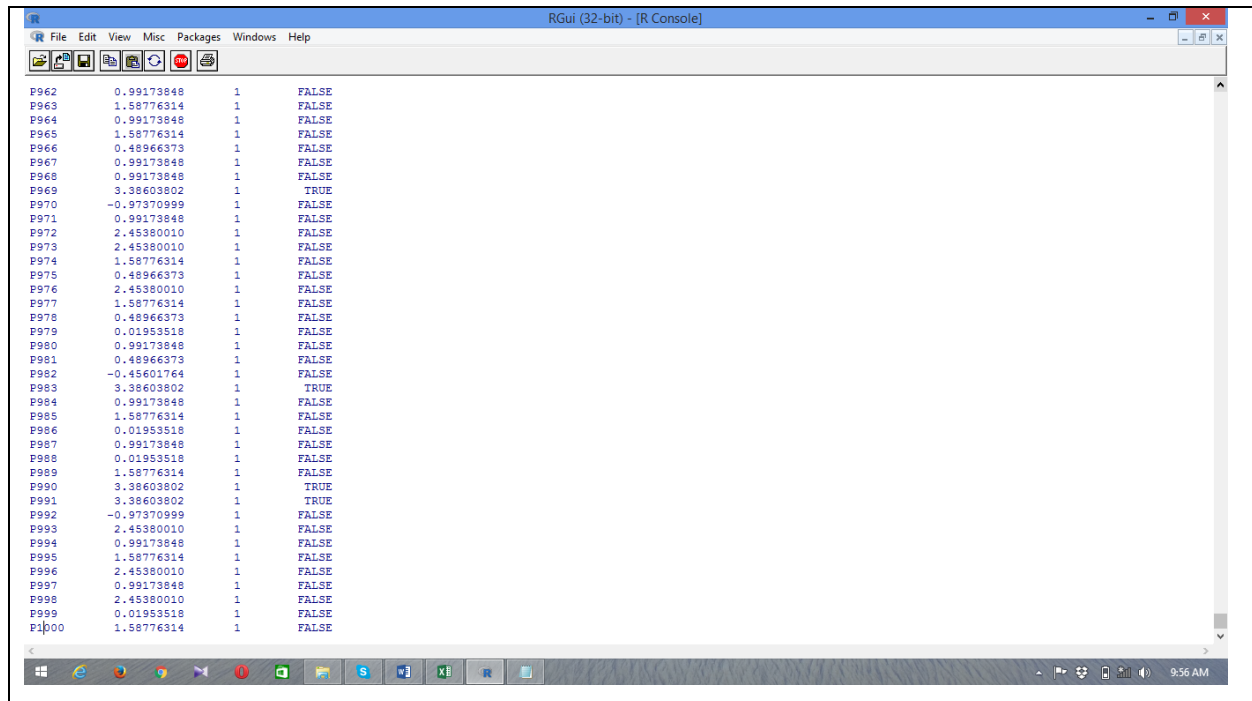 RGui (32-bit) - [R Console]
File Edit View Misc Packages Windows Help
STOP
P962 0.99173848 1 FALSE
P963 1.58776314 1 FALSE
P964 0.99173848 1 FALSE
P965 1.58776314 1 FALSE
P966 0.48966373 1 FALSE
P967 0.99173848 1 FALSE
P968 0.99173848 1 FALSE
P969 3.38603802 1 TRUE
P970 -0.97370999 1 FALSE
P971 0.99173848 1 FALSE
P972 2.45380010 1 FALSE
P973 2.45380010 1 FALSE
P974 1.58776314 1 FALSE
P975 0.48966373 1 FALSE
P976 2.45380010 1 FALSE
P977 1.58776314 1 FALSE
P978 0.48966373 1 FALSE
P979 0.01953518 1 FALSE
P980 0.99173848 1 FALSE
P981 0.48966373 1 FALSE
P982 -0.45601764 1 FALSE
P983 3.38603802 1 TRUE
P984 0.99173848 1 FALSE
P985 1.58776314 1 FALSE
P986 0.01953518 1 FALSE
P987 0.99173848 1 FALSE
P988 0.01953518 1 FALSE
P989 1.58776314 1 FALSE
P990 3.38603802 1 TRUE
P991 3.38603802 1 TRUE
P992 -0.97370999 1 FALSE
P993 2.45380010 1 FALSE
P994 0.99173848 1 FALSE
P995 1.58776314 1 FALSE
P996 2.45380010 1 FALSE
P997 0.99173848 1 FALSE
P998 2.45380010 1 FALSE
P999 0.01953518 1 FALSE
P1000 1.58776314 1 FALSE
9:56 AM